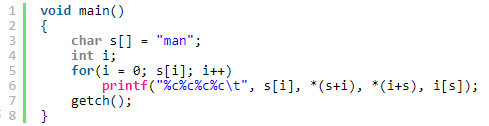 1 void main()
2 {
3 char s[] = "man";
4 int i;
5 for(i = 0; s[i]; i++)
6 printf("%c%c%c%c\t", s[i], *(s+i), *(i+s), i[s]);
7 getch();
8 }